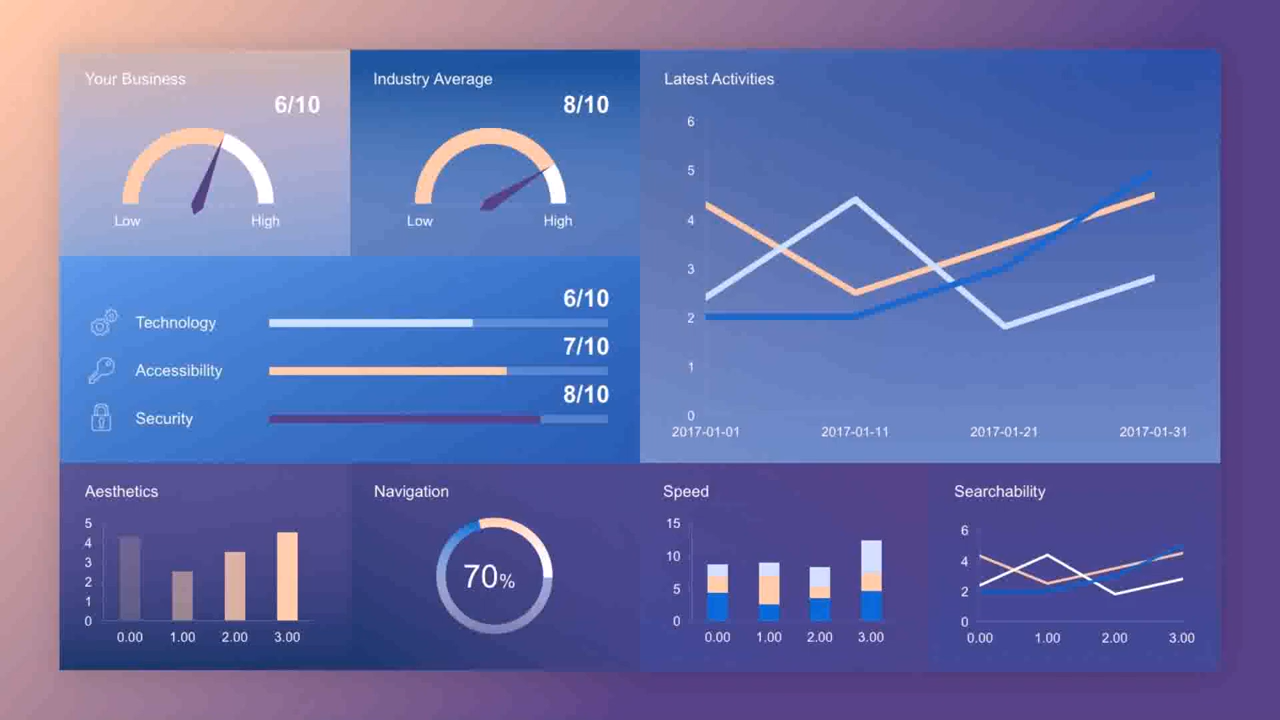 Your Business
6/10
Low High
Industry Average
8/10
Low High
Latest Activities
6
5
4
3
2
1
0
2017-01-01 2017-01-11 2017-01-21 2017-01-31
6/10
Technology
7/10
Accessibility
8/10
Security
Aesthetics
5
4
3
2
1
0
0.00 1.00 2.00 3.00
Navigation
70%
Speed
15
10
5
0
0.00 1.00 2.00 3.00
Searchability
6
4
2
0
0.00 1.00 2.00 3.00